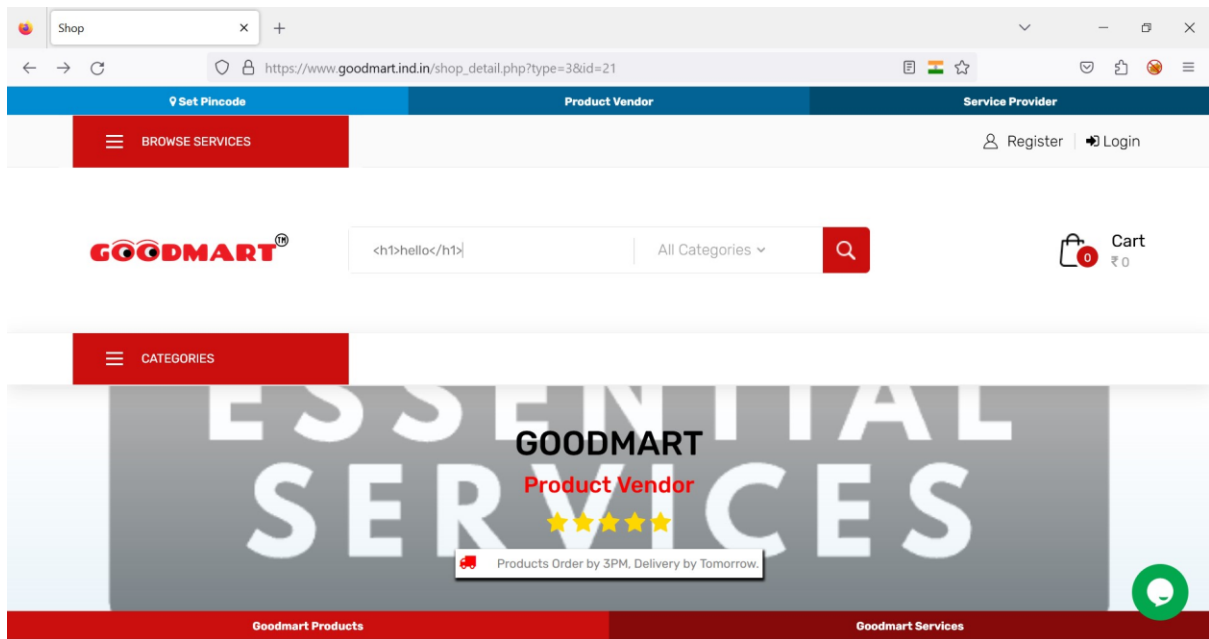 Shop
https://www.goodmart.ind.in/shop_detail.php?type=3&id=21
Set Pincode Product Vendor Service Provider
BROWSE SERVICES Register Login
GOODMART TM <h1>hello</h1> All Categories Cart
0 ₹ 0
CATEGORIES
ESSENTIAL
GOODMART
Product Vendor
SERVICES
Products Order by 3PM, Delivery by Tomorrow.
Goodmart Products Goodmart Services